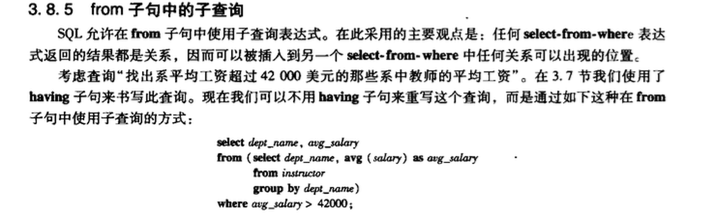 3.8.5 from 子句中的子查询
SQL 允许在 from 子句中使用子查询表达式。在此采用的主要观点是：任何 select-from-where 表达
式返回的结果都是关系，因而可以被插入到另一个 select-from-where 中任何关系可以出现的位置。
考虑查询“找出系平均工资超过 42 000 美元的那些系中教师的平均工资”。在 3.7 节我们使用了
having 子句来书写此查询。现在我们可以不用 having 子句来重写这个查询，而是通过如下这种在 from
子句中使用子查询的方式：
select dept_name, avg_salary
from (select dept_name, avg (salary) as avg_salary
from instructor
group by dept_name)
where avg_salary > 42000;